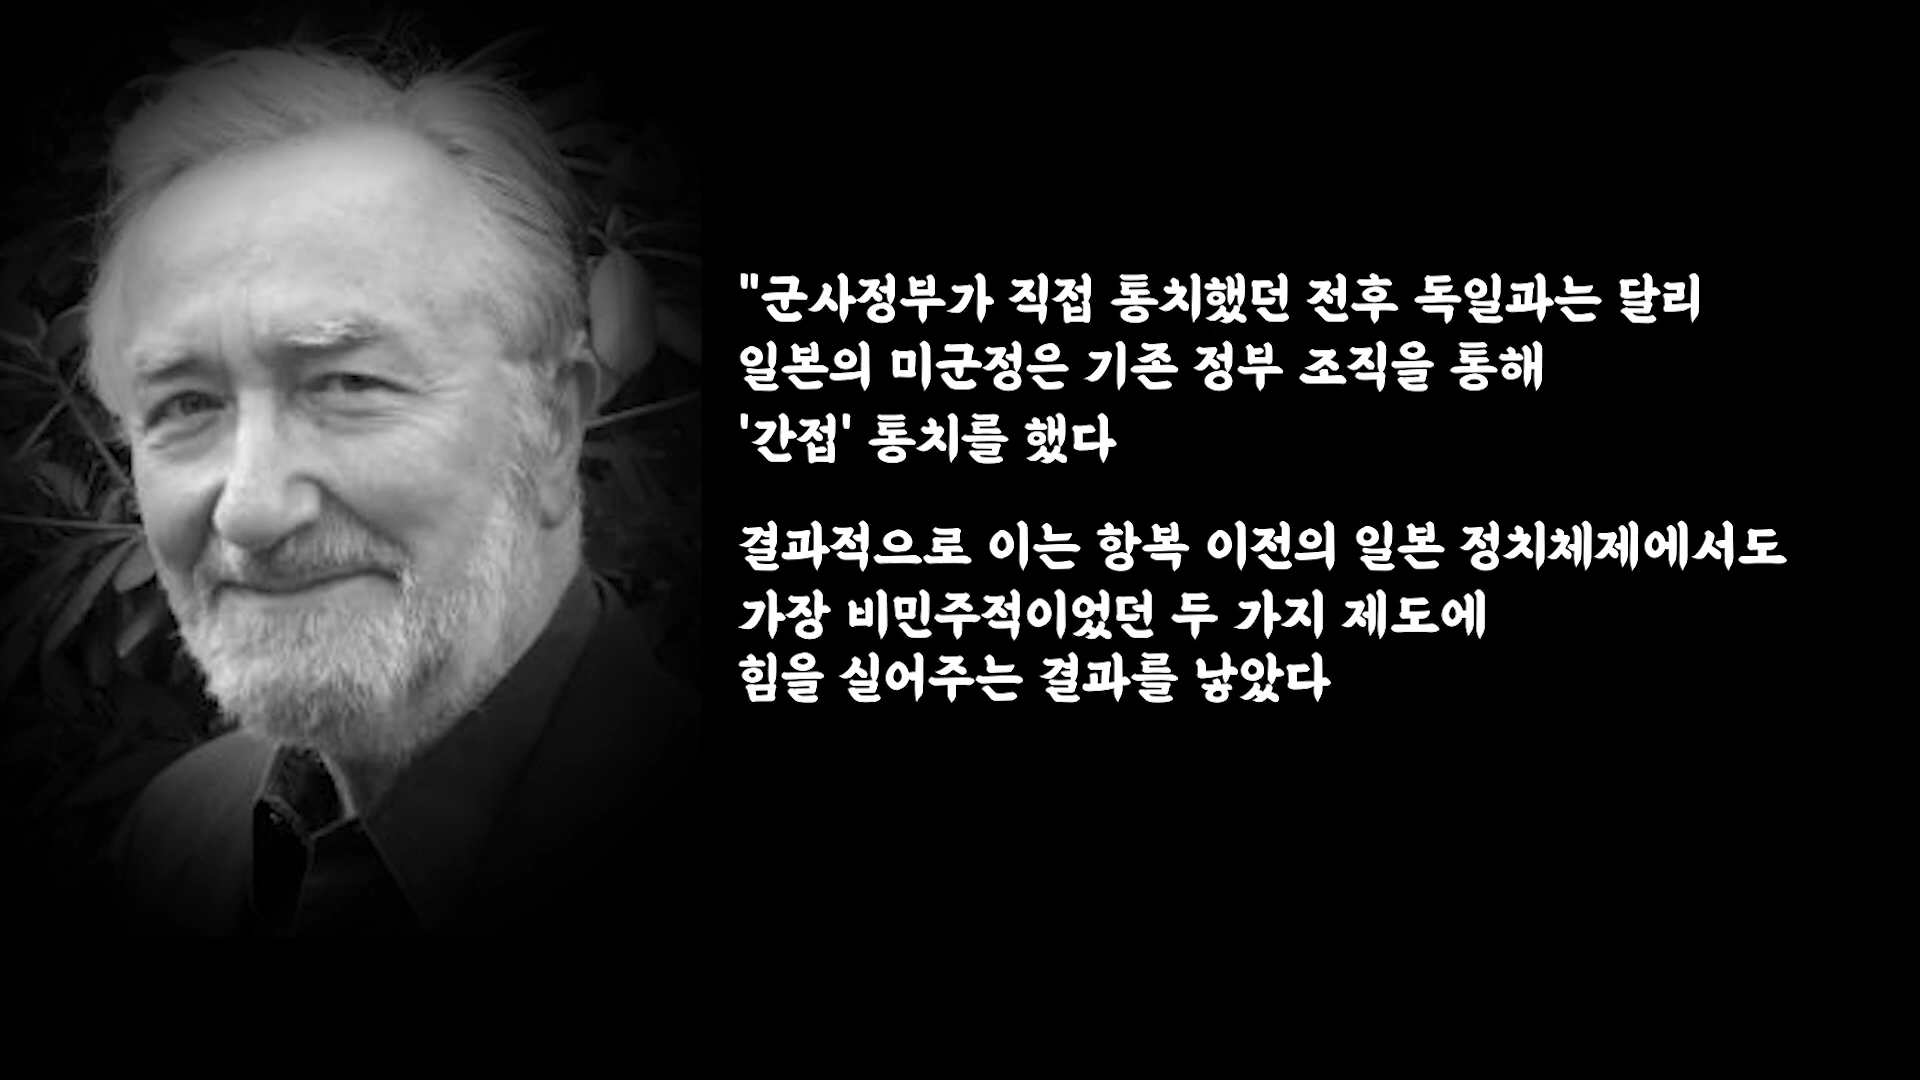 "군사정부가 직접 통치했던 전후 독일과는 달리
일본의 미군정은 기존 정부 조직을 통해
'간접' 통치를 했다
결과적으로 이는 항복 이전의 일본 정치체제에서도
가장 비민주적이었던 두 가지 제도에
힘을 실어주는 결과를 낳았다